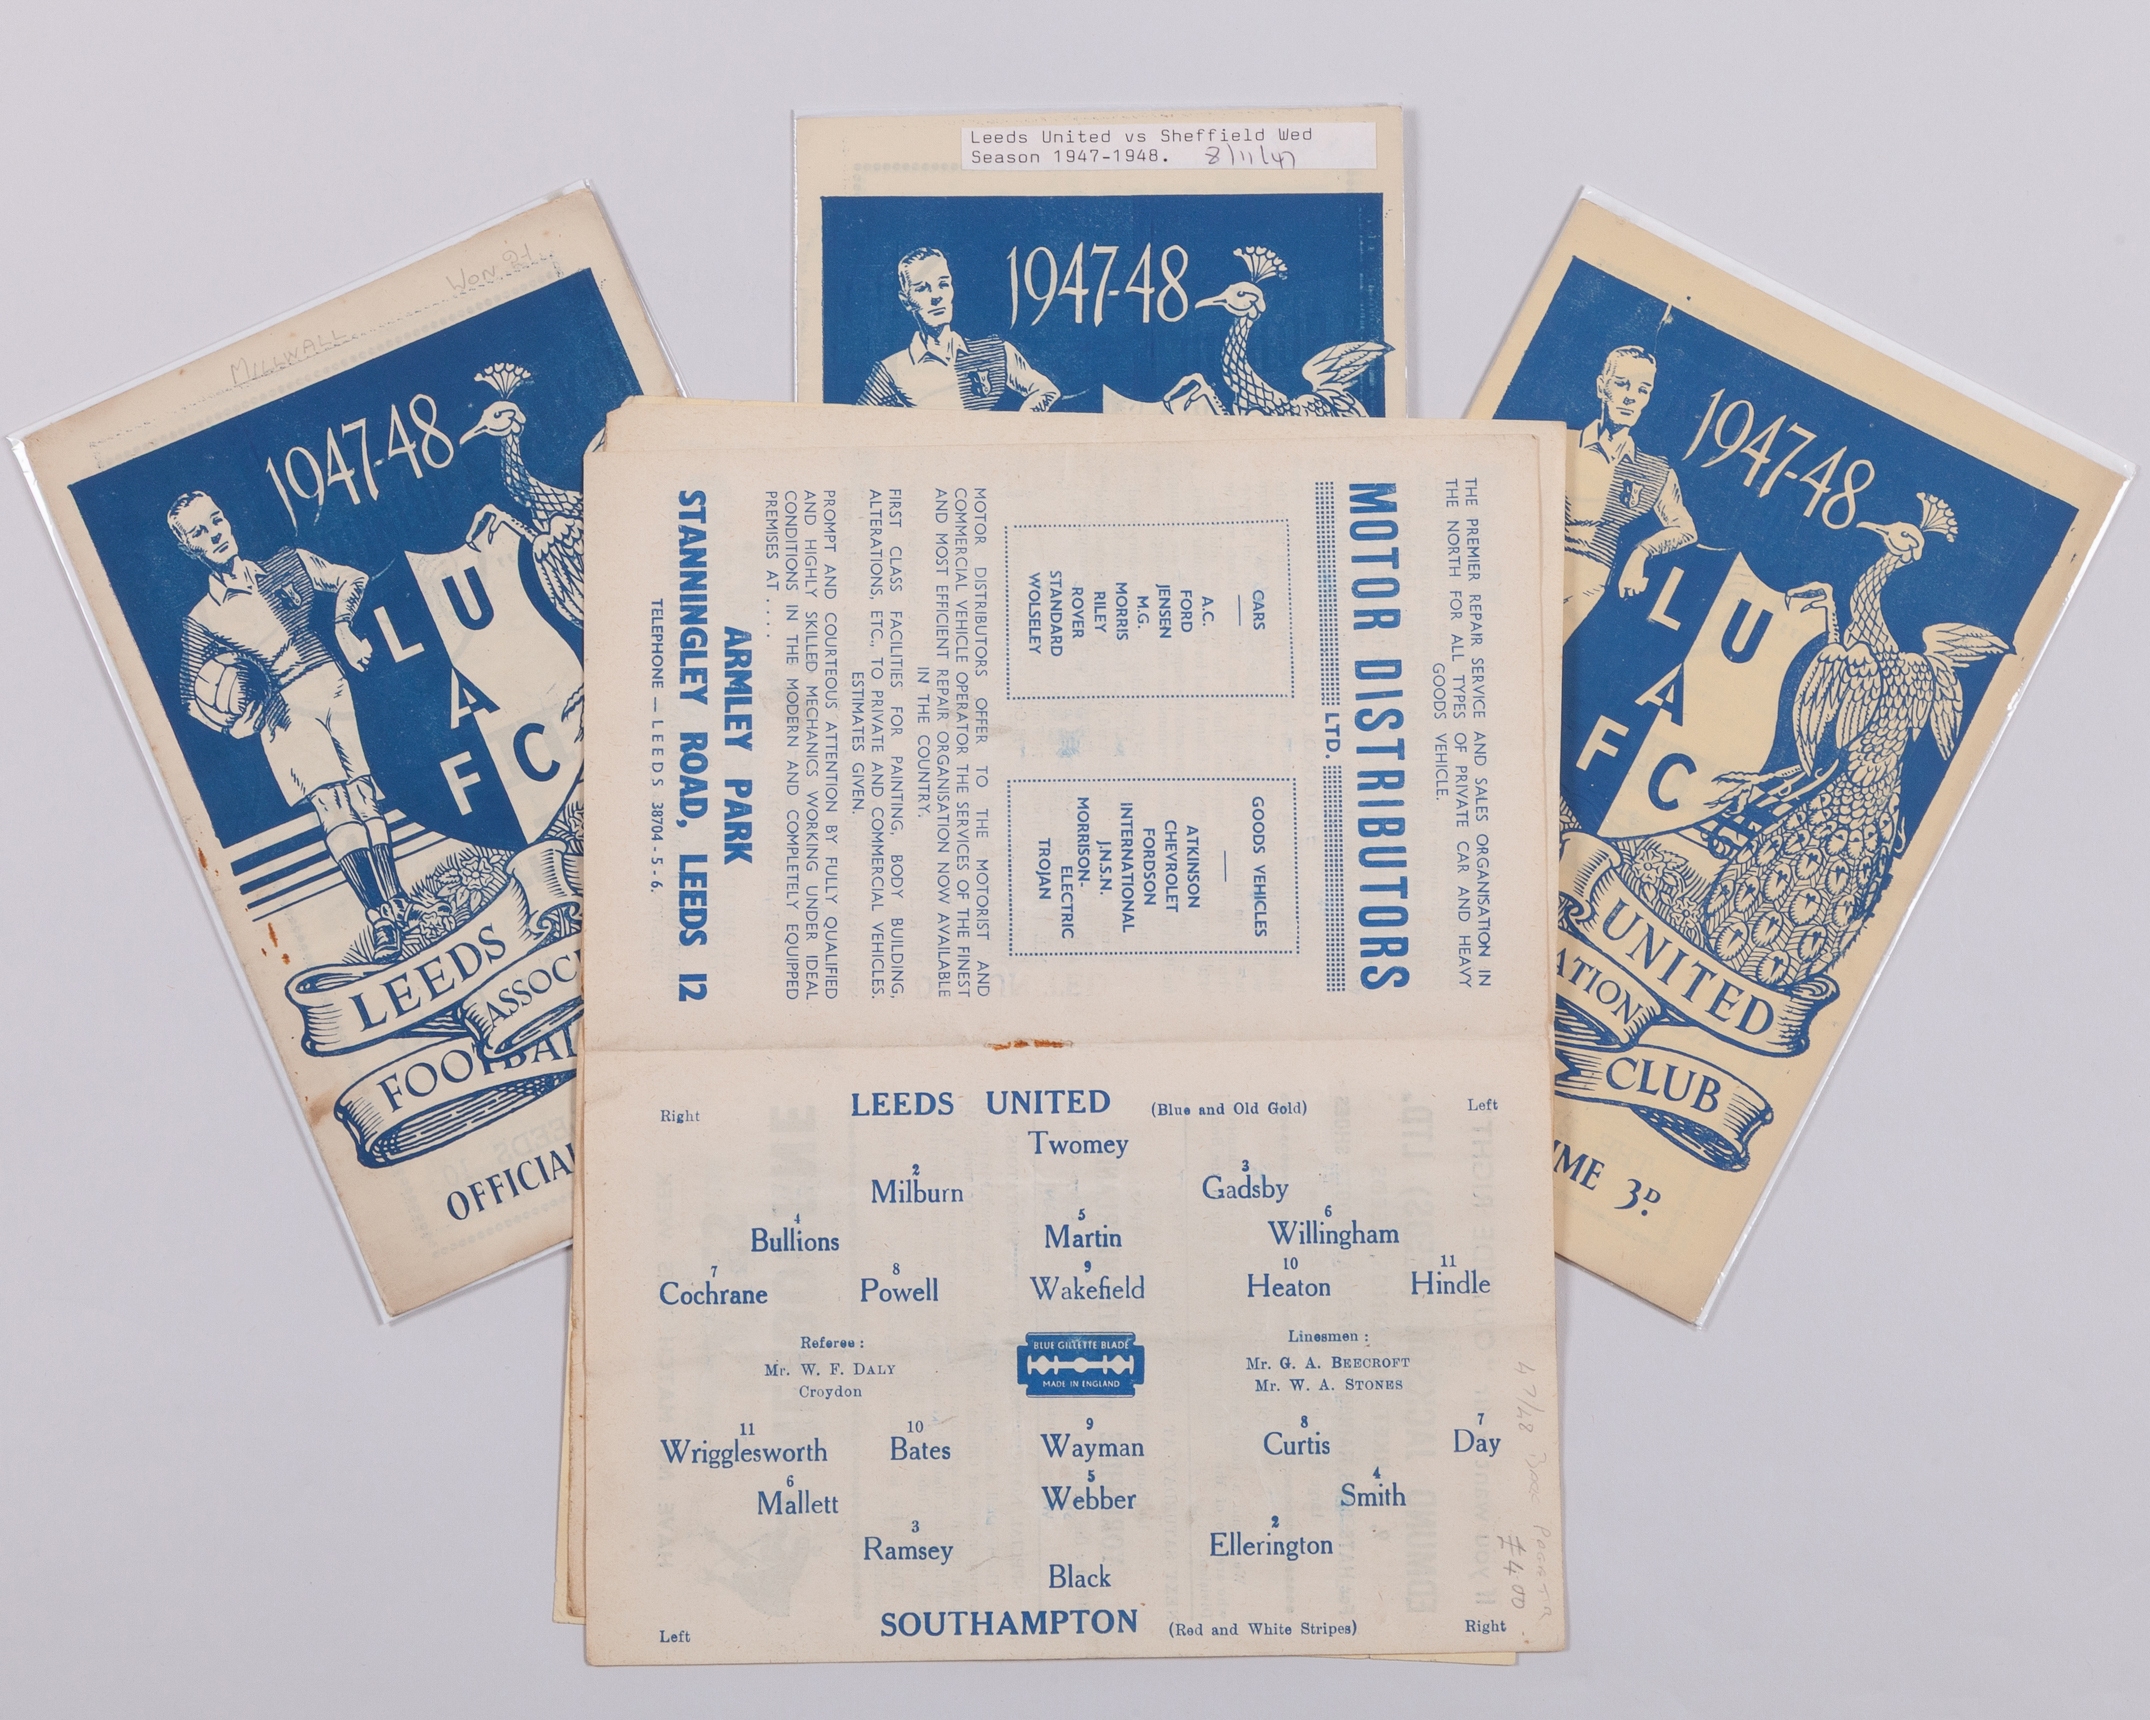 Leeds United vs Sheffield Wed
Season 1947-1948. 8/11/47
1947-48
MILLWALL
WON 2-1
1947-48
L U
A
F C
LEEDS
ASSOCI
FOOTBAL
OFFICIAL
1947-48
L U
A
F C
UNITED
ATION
CLUB
ME 3D.
THE PREMIER REPAIR SERVICE AND SALES ORGANISATION IN
THE NORTH FOR ALL TYPES OF PRIVATE CAR AND HEAVY
GOODS VEHICLE.
MOTOR DISTRIBUTORS
LTD.
CARS
A.C.
FORD
JENSEN
M.G.
MORRIS
RILEY
ROVER
STANDARD
WOLSELEY
GOODS VEHICLES
ATKINSON
CHEVROLET
FORDSON
INTERNATIONAL
J.N.S.N.
MORRISON-
ELECTRIC
TROJAN
MOTOR DISTRIBUTORS OFFER TO THE MOTORIST AND
COMMERCIAL VEHICLE OPERATOR THE SERVICES OF THE FINEST
AND MOST EFFICIENT REPAIR ORGANISATION NOW AVAILABLE
IN THE COUNTRY.
FIRST CLASS FACILITIES FOR PAINTING, BODY BUILDING,
ALTERATIONS, ETC., TO PRIVATE AND COMMERCIAL VEHICLES.
ESTIMATES GIVEN.
PROMPT AND COURTEOUS ATTENTION BY FULLY QUALIFIED
AND HIGHLY SKILLED MECHANICS WORKING UNDER IDEAL
CONDITIONS IN THE MODERN AND COMPLETELY EQUIPPED
PREMISES AT . . . .
ARMLEY PARK
STANNINGLEY ROAD, LEEDS 12
TELEPHONE — LEEDS 38704-5-6.
Right LEEDS UNITED (Blue and Old Gold) Left
Twomey
2 3
Milburn Gadsby
4 5 6
Bullions Martin Willingham
7 8 9 10 11
Cochrane Powell Wakefield Heaton Hindle
Referee :
Mr. W. F. DALY
Croydon
BLUE GILLETTE BLADE
MADE IN ENGLAND
Linesmen :
Mr. G. A. BEECROFT
Mr. W. A. STONES
11 10 9 8 7
Wrigglesworth Bates Wayman Curtis Day
6 5 4
Mallett Webber Smith
3 2
Ramsey Ellerington
Black
Left SOUTHAMPTON (Red and White Stripes) Right
47/48
£4.00